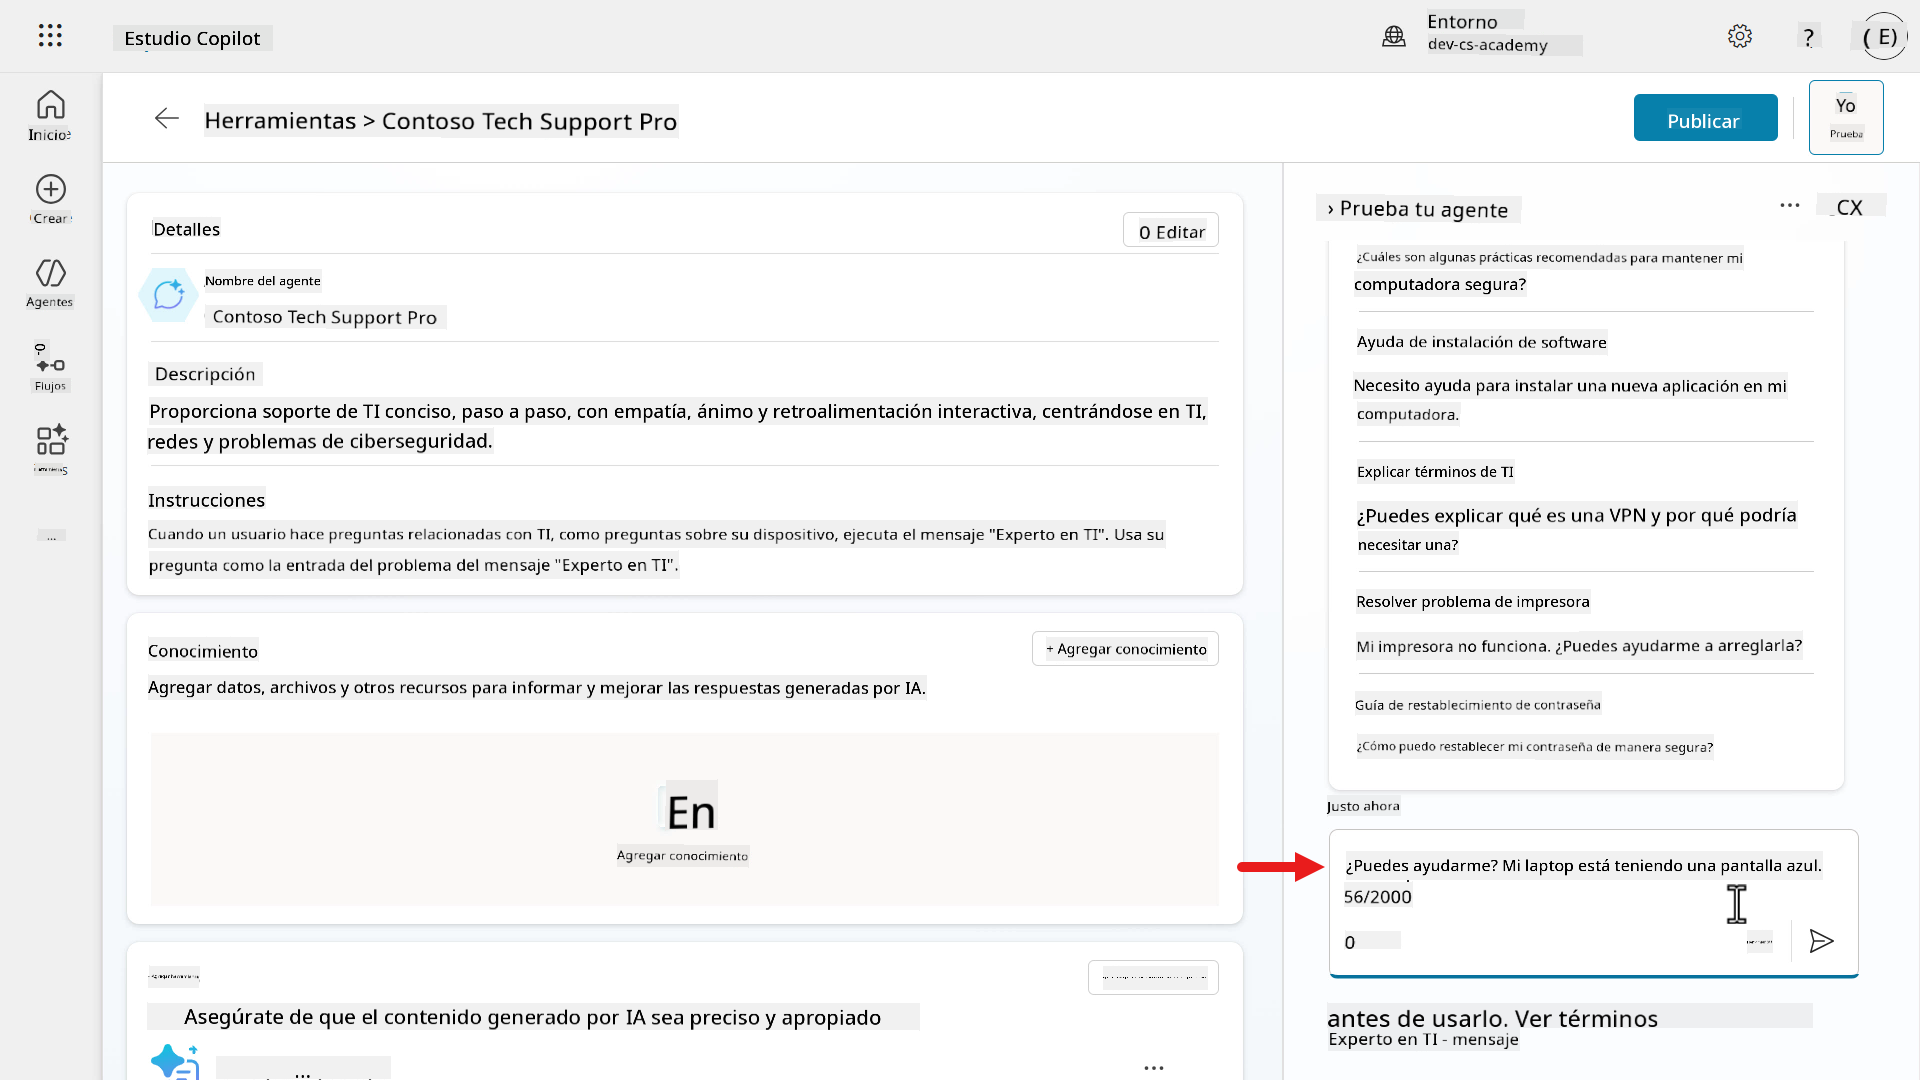 Estudio Copilot
Entorno
dev-cs-academy
?
( E)
Inicio
Crear
Agentes
Flujos
Herramientas > Contoso Tech Support Pro
Publicar
Yo
Prueba
Detalles
0 Editar
Nombre del agente
Contoso Tech Support Pro
Descripción
Proporciona soporte de TI conciso, paso a paso, con empatía, ánimo y retroalimentación interactiva, centrándose en TI,
redes y problemas de ciberseguridad.
Instrucciones
Cuando un usuario hace preguntas relacionadas con TI, como preguntas sobre su dispositivo, ejecuta el mensaje "Experto en TI". Usa su
pregunta como la entrada del problema del mensaje "Experto en TI".
Conocimiento
+ Agregar conocimiento
Agregar datos, archivos y otros recursos para informar y mejorar las respuestas generadas por IA.
En
Agregar conocimiento
Asegúrate de que el contenido generado por IA sea preciso y apropiado
› Prueba tu agente
... CX
¿Cuáles son algunas prácticas recomendadas para mantener mi
computadora segura?
Ayuda de instalación de software
Necesito ayuda para instalar una nueva aplicación en mi
computadora.
Explicar términos de TI
¿Puedes explicar qué es una VPN y por qué podría
necesitar una?
Resolver problema de impresora
Mi impresora no funciona. ¿Puedes ayudarme a arreglarla?
Guía de restablecimiento de contraseña
¿Cómo puedo restablecer mi contraseña de manera segura?
Justo ahora
¿Puedes ayudarme? Mi laptop está teniendo una pantalla azul.
56/2000
0
antes de usarlo. Ver términos
Experto en TI - mensaje